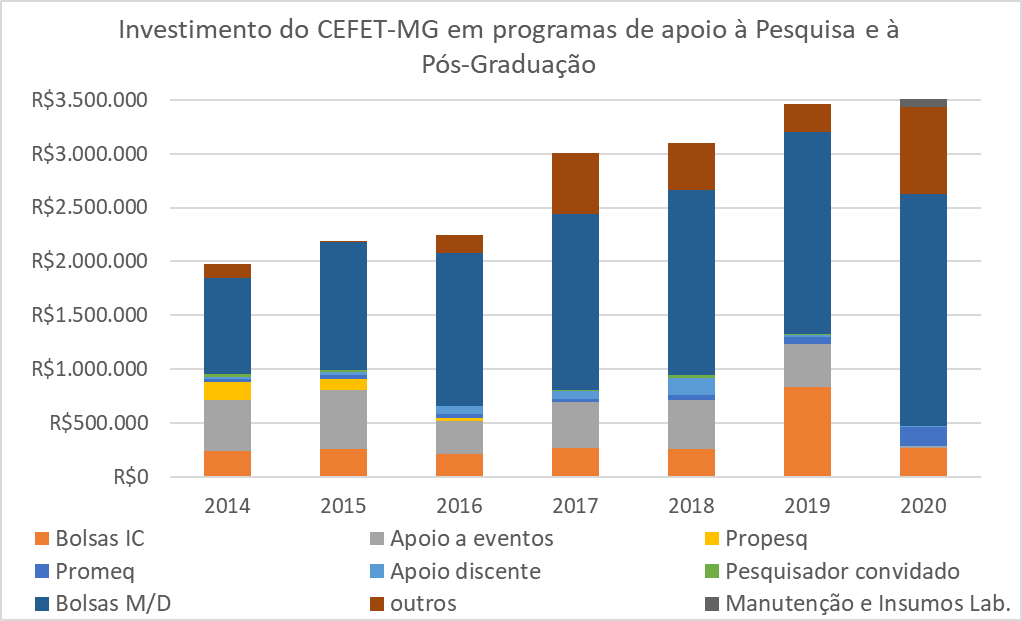 Investimento do CEFET-MG em programas de apoio à Pesquisa e à
Pós-Graduação
R$3.500.000
R$3.000.000
R$2.500.000
R$2.000.000
R$1.500.000
R$1.000.000
R$500.000
R$0
2014 2015 2016 2017 2018 2019 2020
Bolsas IC Apoio a eventos Propesq
Promeq Apoio discente Pesquisador convidado
Bolsas M/D outros Manutenção e Insumos Lab.